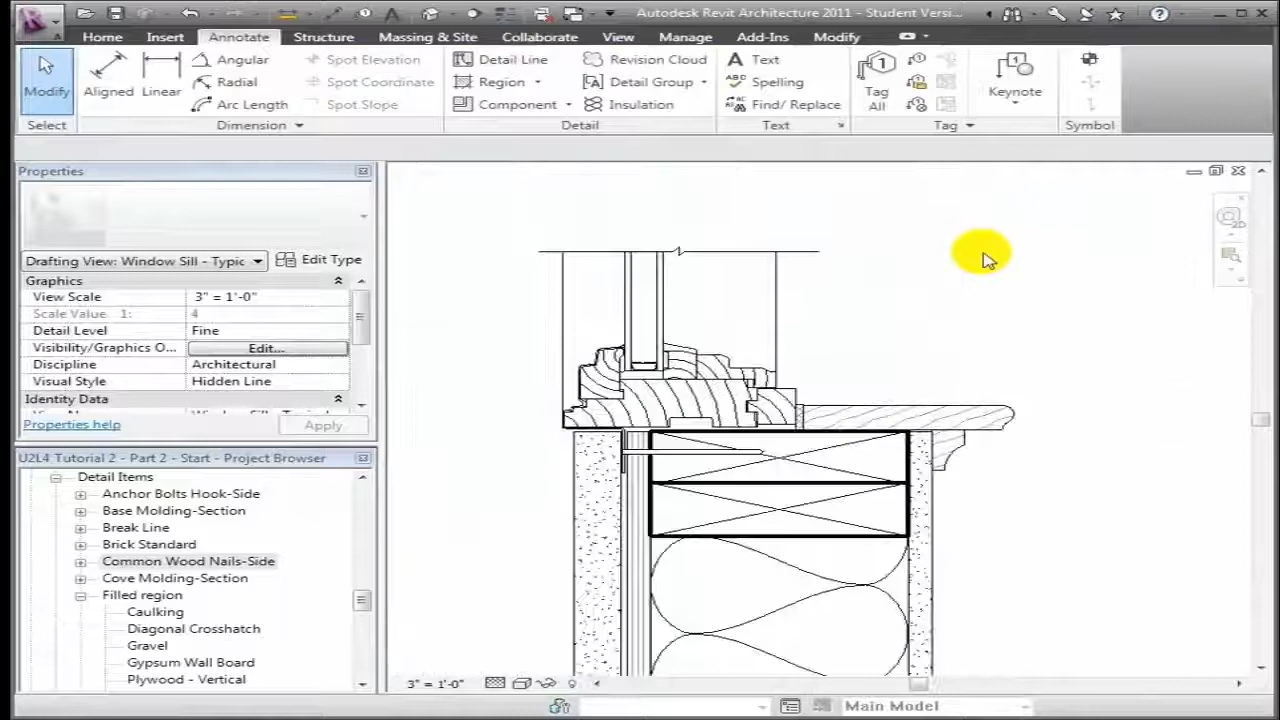 Autodesk Revit Architecture 2011 - Student Versi...
Home Insert Annotate Structure Massing & Site Collaborate View Manage Add-Ins Modify
Modify
Select
Aligned
Linear
Angular
Radial
Arc Length
Spot Elevation
Spot Coordinate
Spot Slope
Dimension
Detail Line
Region
Component
Revision Cloud
Detail Group
Insulation
Detail
Text
Spelling
Find/ Replace
Text
Tag
All
Tag
Keynote
Symbol
Properties
Drafting View: Window Sill - Typic
Edit Type
Graphics
View Scale 3" = 1'-0"
Scale Value 1: 4
Detail Level Fine
Visibility/Graphics O... Edit...
Discipline Architectural
Visual Style Hidden Line
Identity Data
Properties help Apply
U2L4 Tutorial 2 - Part 2 - Start - Project Browser
Detail Items
Anchor Bolts Hook-Side
Base Molding-Section
Break Line
Brick Standard
Common Wood Nails-Side
Cove Molding-Section
Filled region
Caulking
Diagonal Crosshatch
Gravel
Gypsum Wall Board
Plywood - Vertical
2D
3" = 1'-0"
Main Model